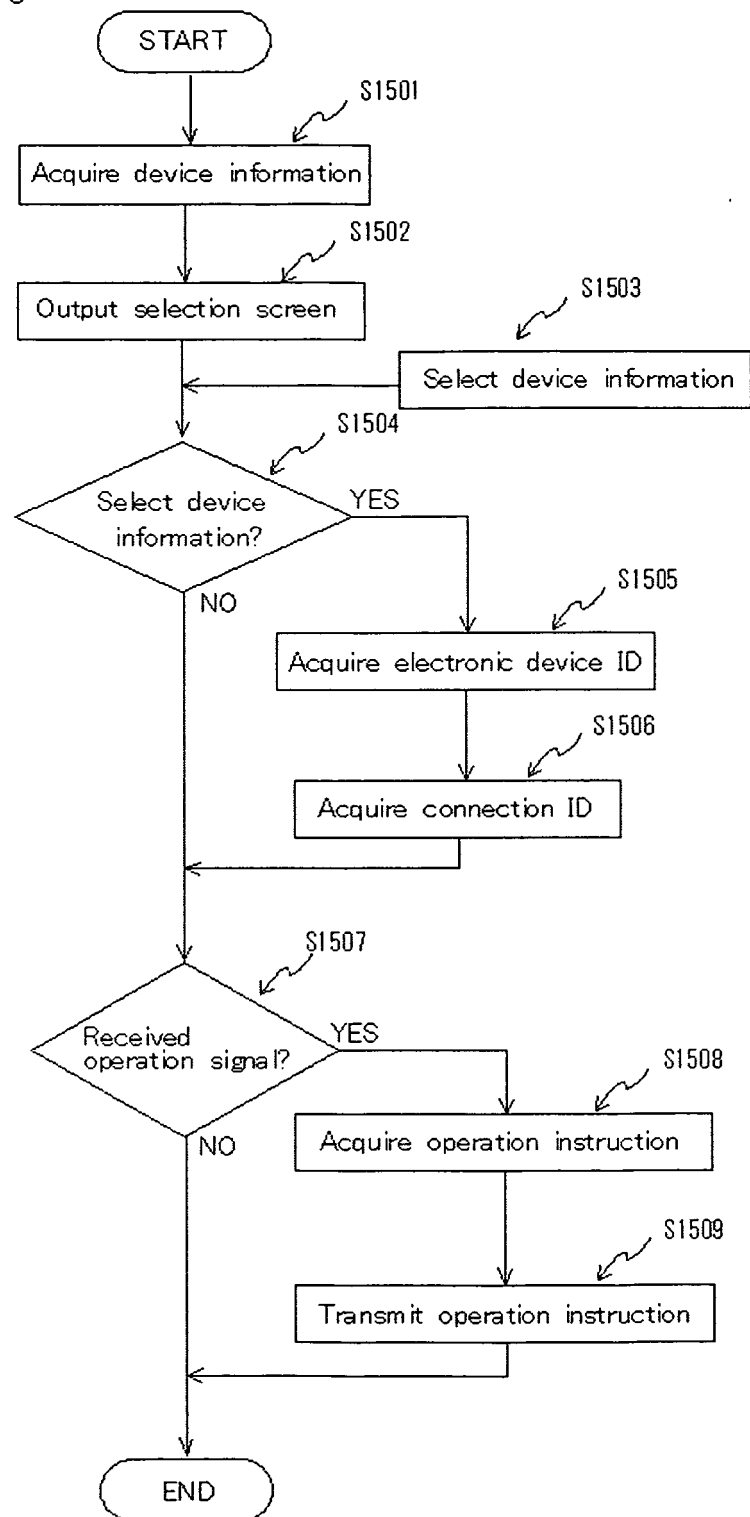 START
S1501
Acquire device information
S1502
Output selection screen
S1503
Select device information
S1504
Select device
information?
YES
NO
S1505
Acquire electronic device ID
S1506
Acquire connection ID
S1507
Received
operation signal?
YES
NO
S1508
Acquire operation instruction
S1509
Transmit operation instruction
END